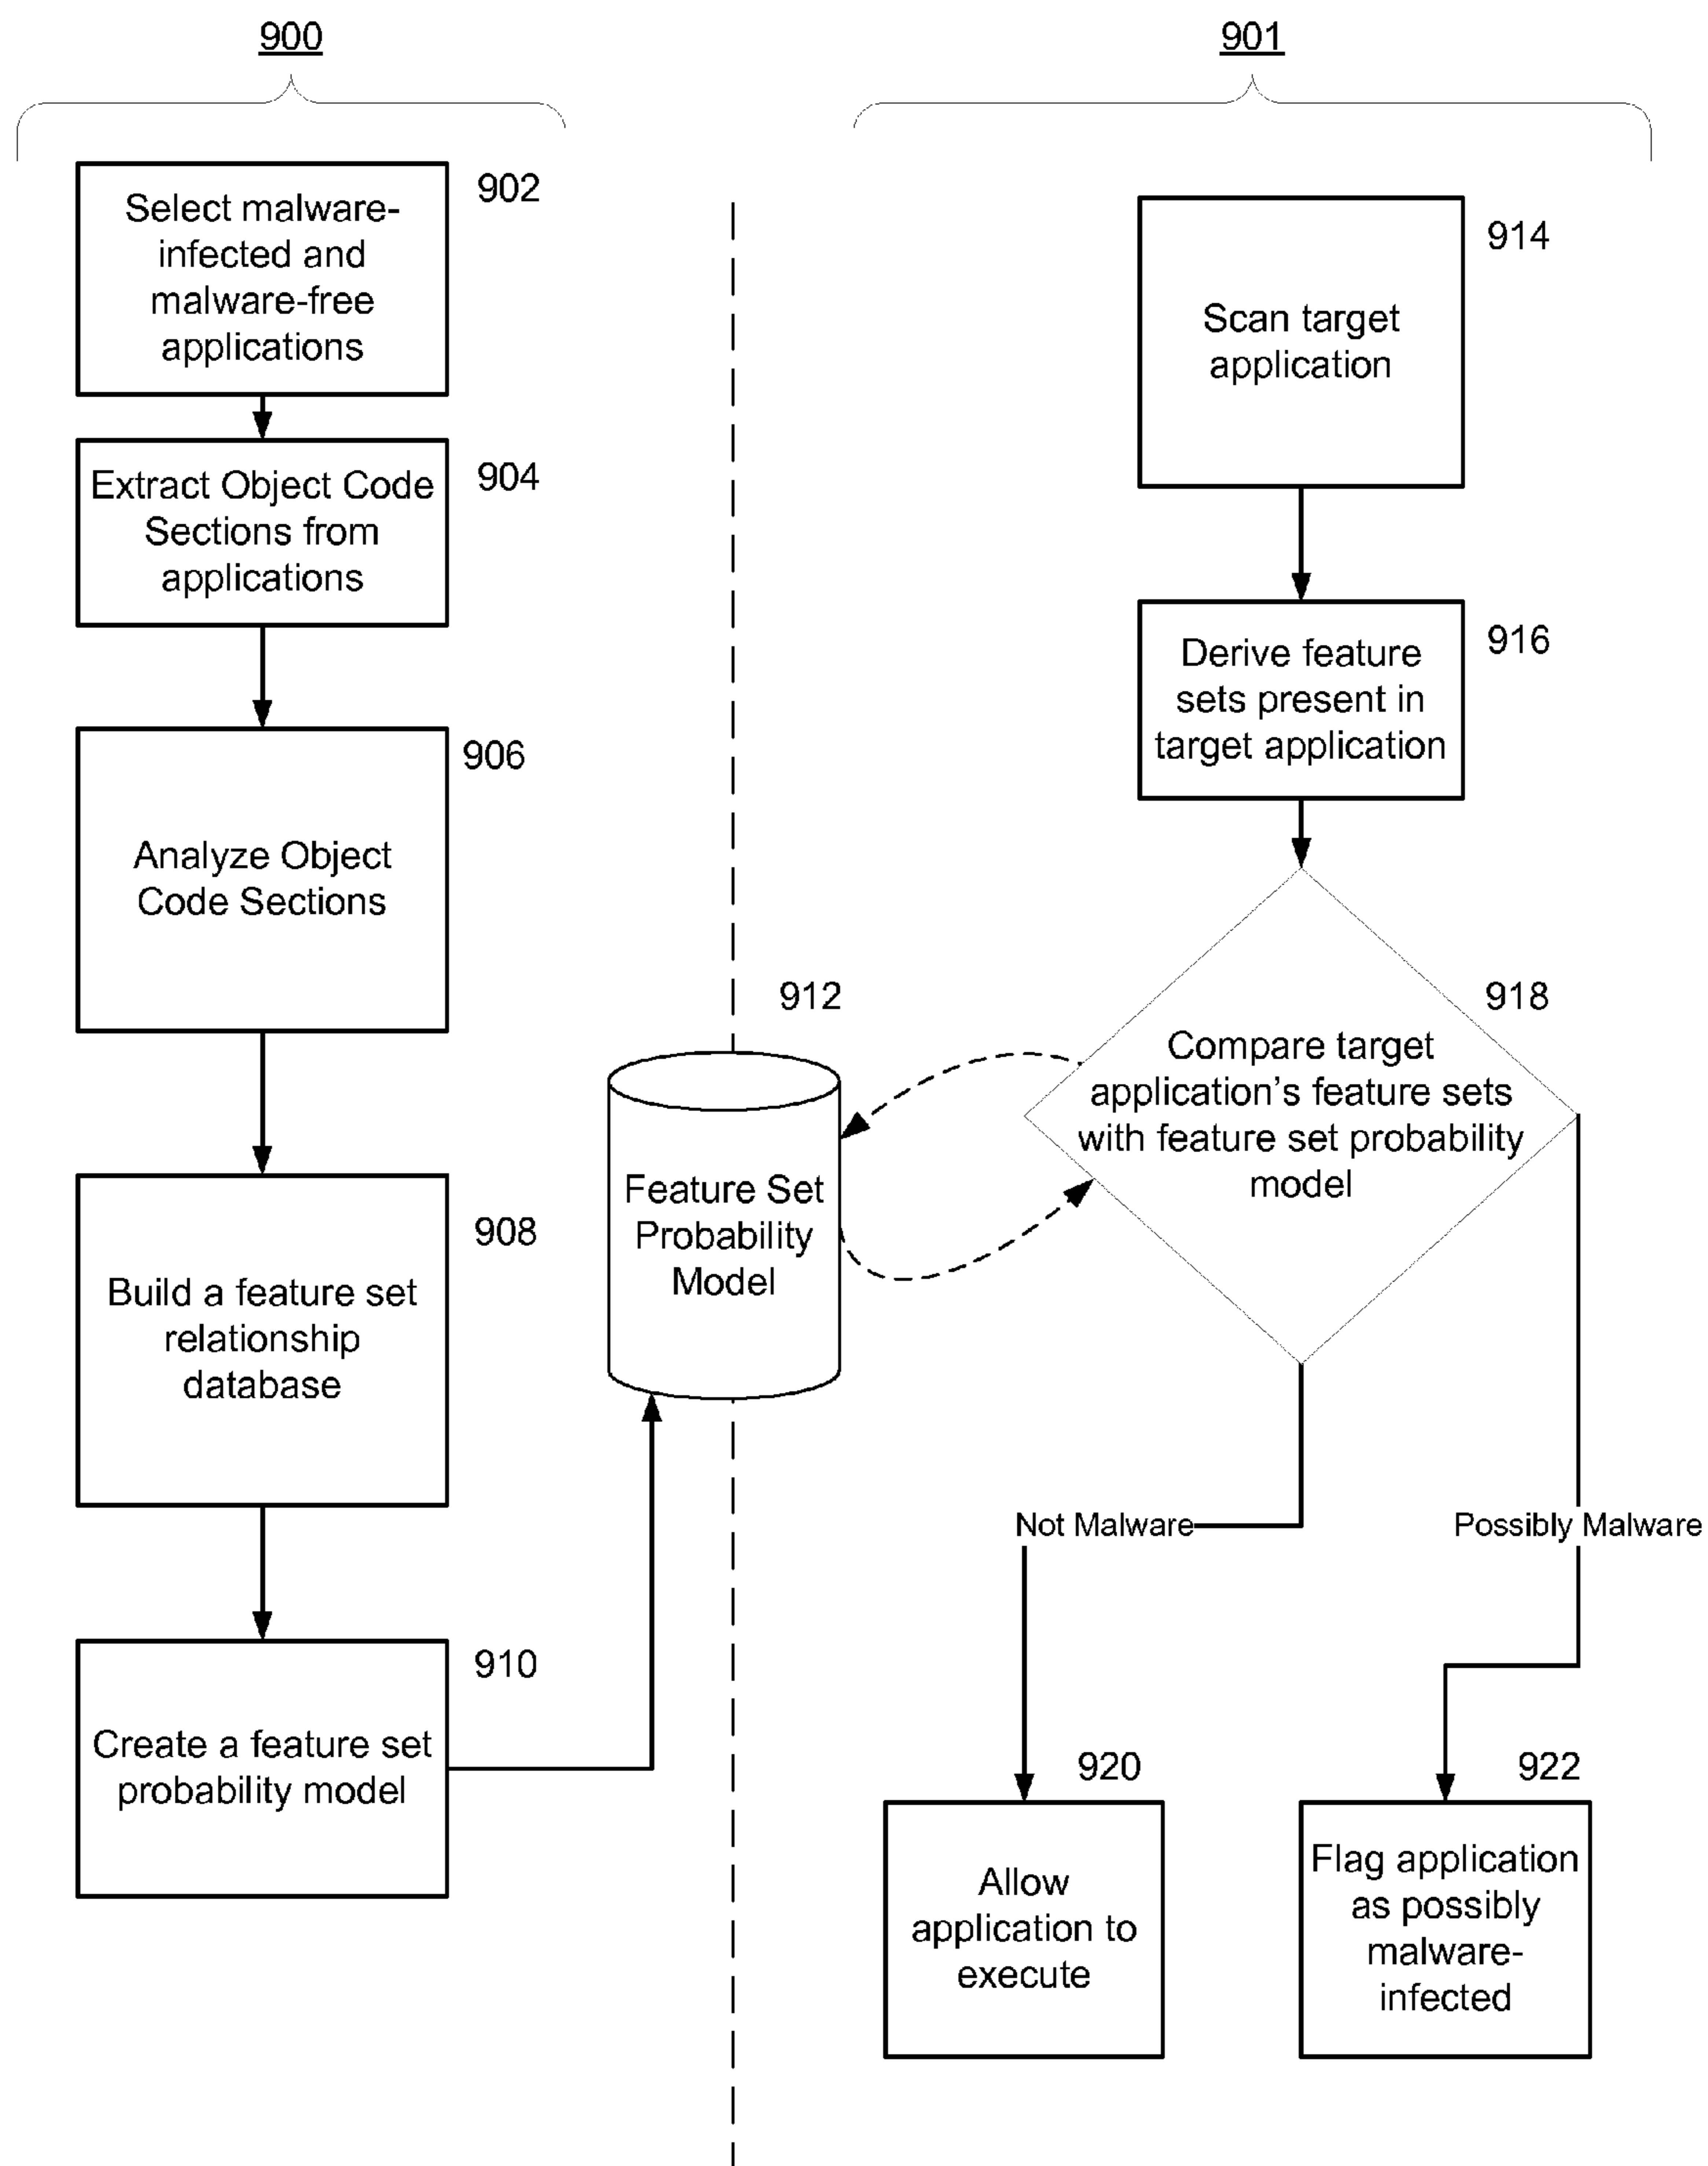 900
902
Select malware-
infected and
malware-free
applications
904
Extract Object Code
Sections from
applications
906
Analyze Object
Code Sections
908
Build a feature set
relationship
database
910
Create a feature set
probability model
912
Feature Set
Probability
Model
901
914
Scan target
application
916
Derive feature
sets present in
target application
918
Compare target
application’s feature sets
with feature set probability
model
Not Malware
Possibly Malware
920
Allow
application to
execute
922
Flag application
as possibly
malware-
infected